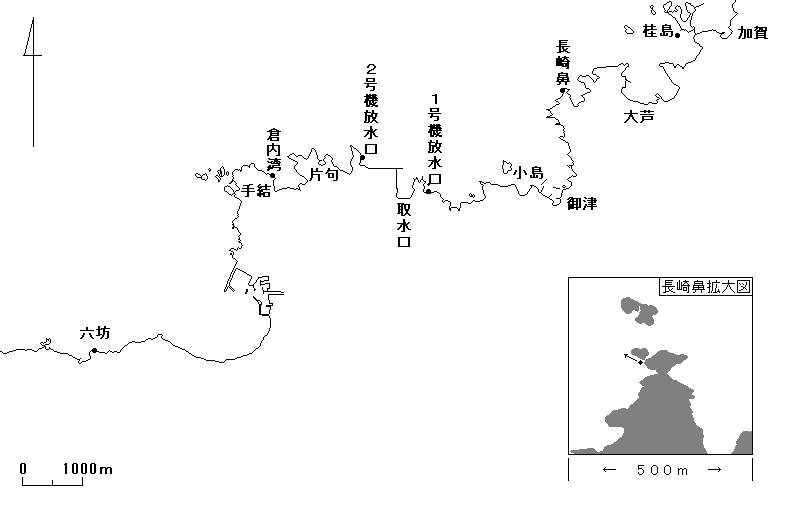 桂島
加賀
長崎鼻
大芦
2号機放水口
1号機放水口
倉内湾
片句
手結
小島
御津
取水口
六坊
長崎鼻拡大図
0 1000m
← 500m →